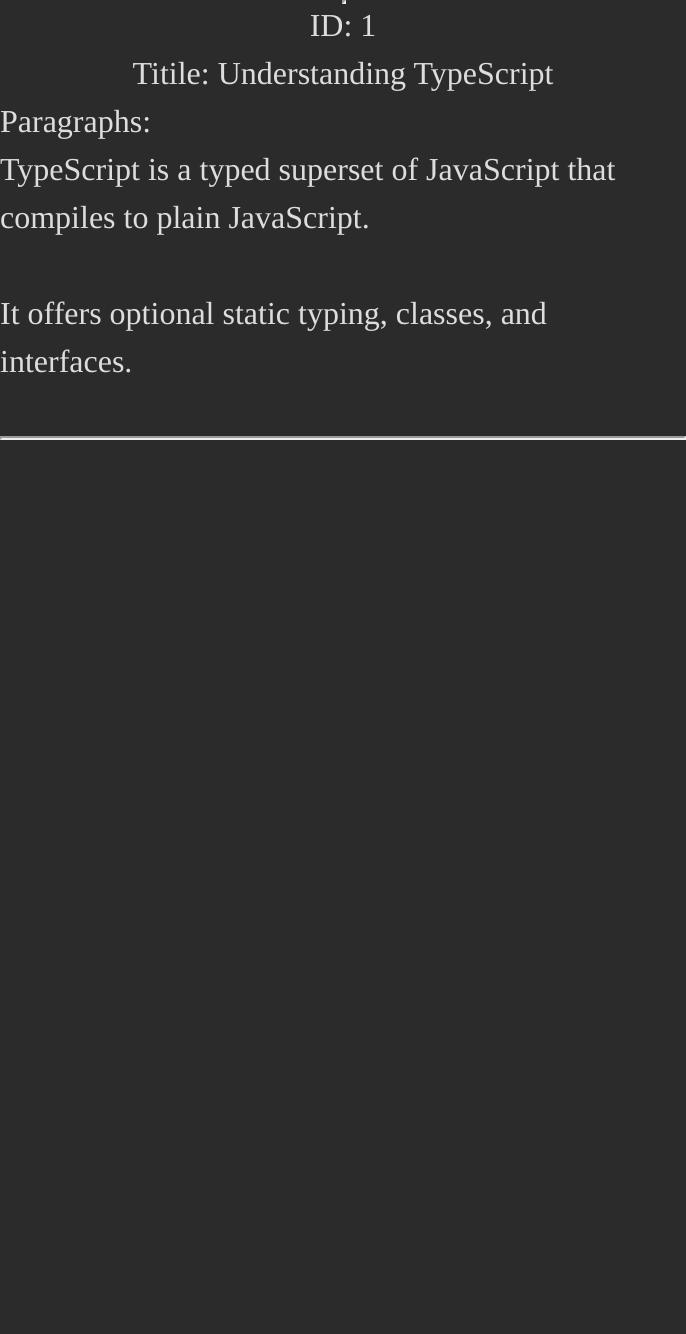 ID: 1
Titile: Understanding TypeScript
Paragraphs:
TypeScript is a typed superset of JavaScript that
compiles to plain JavaScript.
It offers optional static typing, classes, and
interfaces.